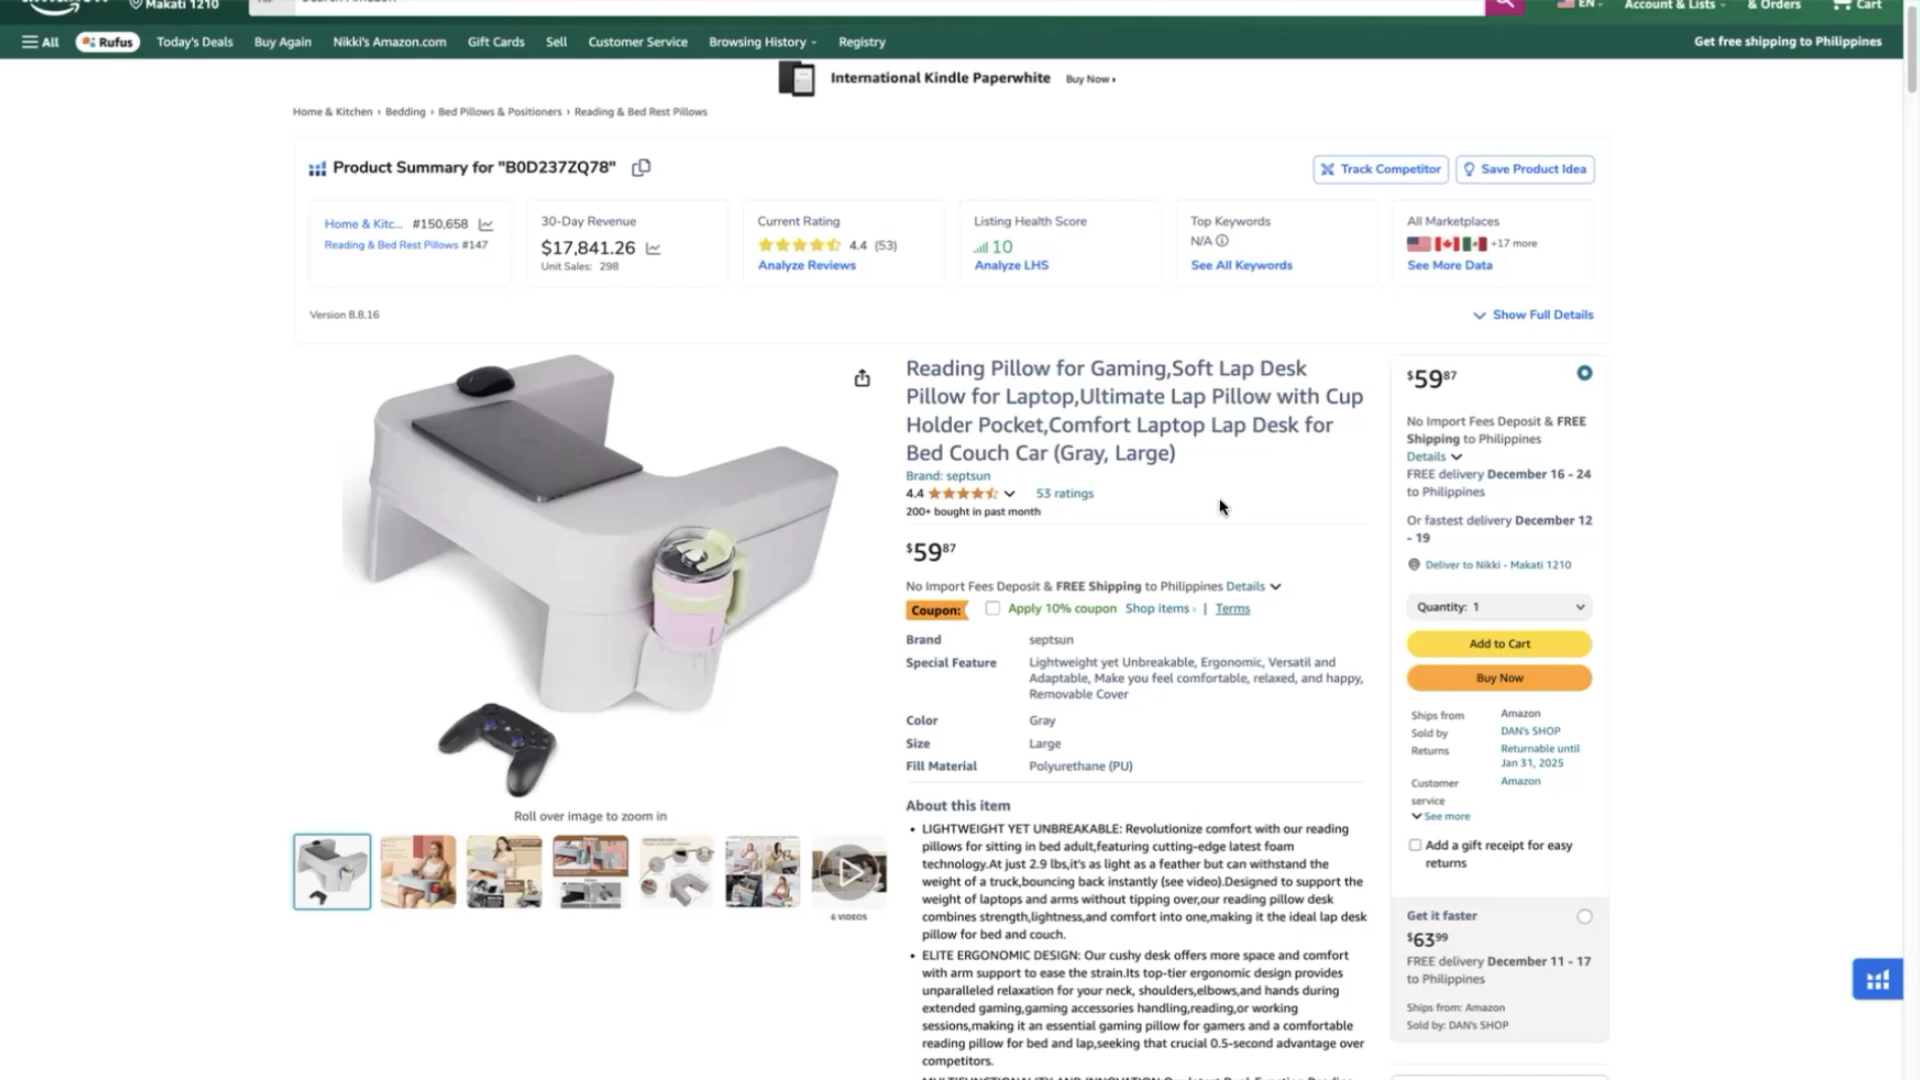 Makati 1210
EN
Account & Lists
& Orders
Cart
All
Rufus
Today's Deals
Buy Again
Nikki's Amazon.com
Gift Cards
Sell
Customer Service
Browsing History
Registry
Get free shipping to Philippines
International Kindle Paperwhite
Buy Now
Home & Kitchen › Bedding › Bed Pillows & Positioners › Reading & Bed Rest Pillows
Product Summary for "B0D237ZQ78"
Track Competitor
Save Product Idea
Home & Kitc... #150,658
Reading & Bed Rest Pillows #147
30-Day Revenue
$17,841.26
Unit Sales: 298
Current Rating
4.4 (53)
Analyze Reviews
Listing Health Score
10
Analyze LHS
Top Keywords
N/A
See All Keywords
All Marketplaces
+17 more
See More Data
Version 8.8.16
Show Full Details
Roll over image to zoom in
6 VIDEOS
Reading Pillow for Gaming,Soft Lap Desk
Pillow for Laptop,Ultimate Lap Pillow with Cup
Holder Pocket,Comfort Laptop Lap Desk for
Bed Couch Car (Gray, Large)
Brand: septsun
4.4
53 ratings
200+ bought in past month
$59 87
No Import Fees Deposit & FREE Shipping to Philippines Details
Coupon: Apply 10% coupon Shop items › | Terms
Brand septsun
Special Feature Lightweight yet Unbreakable, Ergonomic, Versatil and
Adaptable, Make you feel comfortable, relaxed, and happy,
Removable Cover
Color Gray
Size Large
Fill Material Polyurethane (PU)
About this item
• LIGHTWEIGHT YET UNBREAKABLE: Revolutionize comfort with our reading
pillows for sitting in bed adult,featuring cutting-edge latest foam
technology.At just 2.9 lbs,it's as light as a feather but can withstand the
weight of a truck,bouncing back instantly (see video).Designed to support the
weight of laptops and arms without tipping over,our reading pillow desk
combines strength,lightness,and comfort into one,making it the ideal lap desk
pillow for bed and couch.
• ELITE ERGONOMIC DESIGN: Our cushy desk offers more space and comfort
with arm support to ease the strain.Its top-tier ergonomic design provides
unparalleled relaxation for your neck, shoulders,elbows,and hands during
extended gaming,gaming accessories handling,reading,or working
sessions,making it an essential gaming pillow for gamers and a comfortable
reading pillow for bed and lap,seeking that crucial 0.5-second advantage over
competitors.
$59 87
No Import Fees Deposit & FREE
Shipping to Philippines
Details
FREE delivery December 16 - 24
to Philippines
Or fastest delivery December 12
- 19
Deliver to Nikki - Makati 1210
Quantity: 1
Add to Cart
Buy Now
Ships from Amazon
Sold by DAN's SHOP
Returns Returnable until
Jan 31, 2025
Customer Amazon
service
See more
Add a gift receipt for easy
returns
Get it faster
$63 99
FREE delivery December 11 - 17
to Philippines
Ships from: Amazon
Sold by: DAN's SHOP